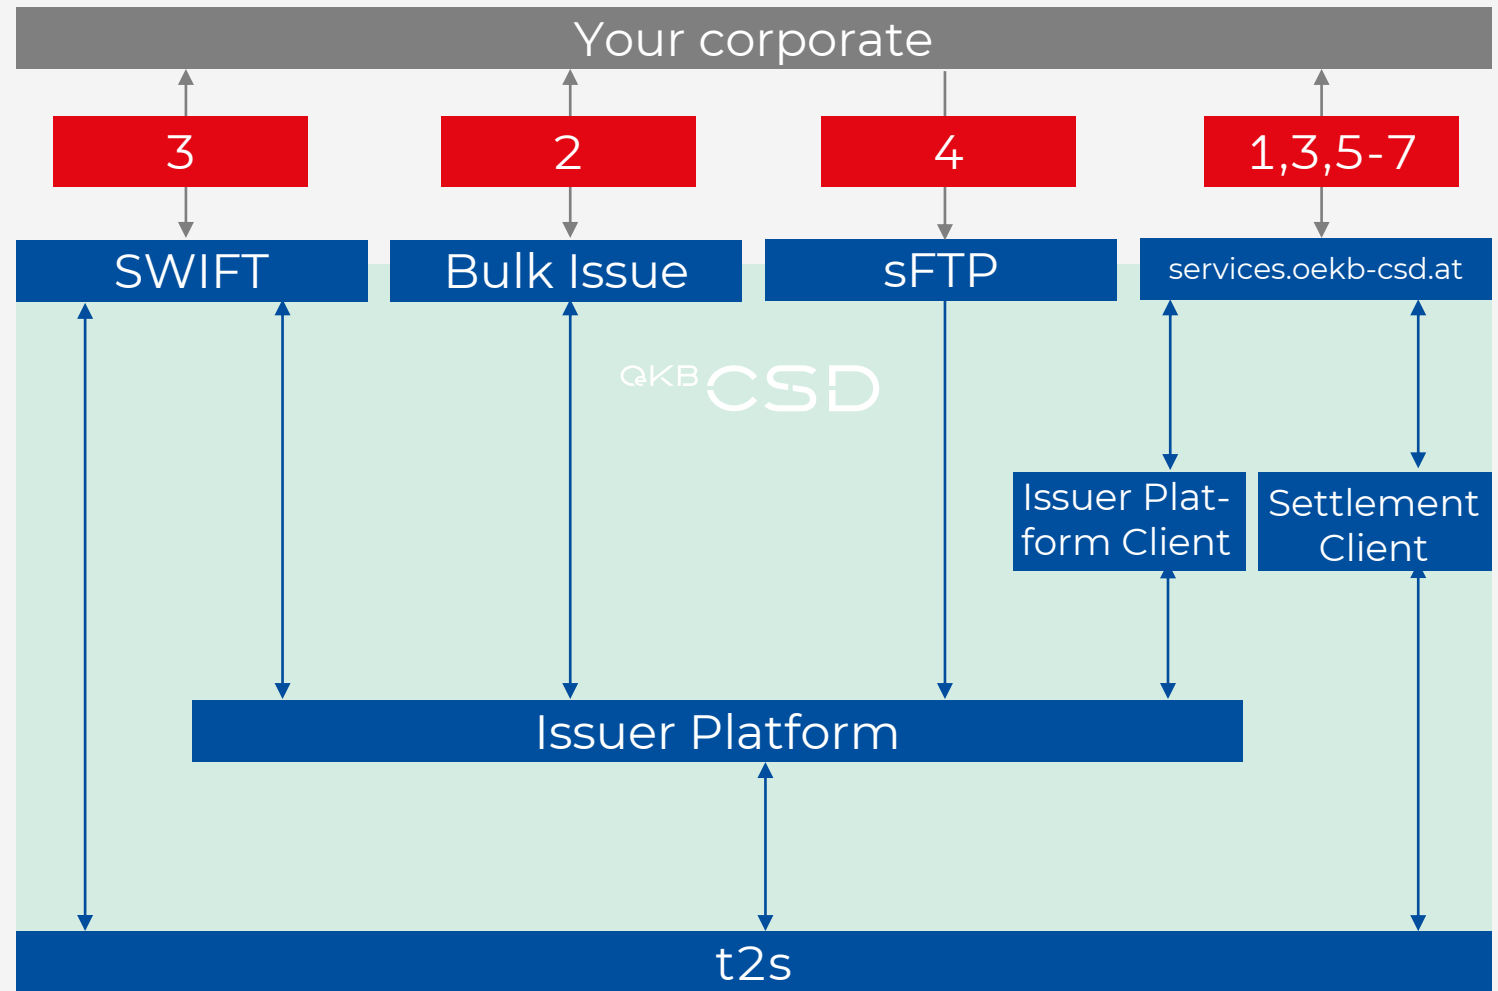 Your corporate
3
2
4
1,3,5-7
SWIFT
Bulk Issue
sFTP
services.oekb-csd.at
OeKB CSD
Issuer Plat-
form Client
Settlement
Client
Issuer Platform
t2s